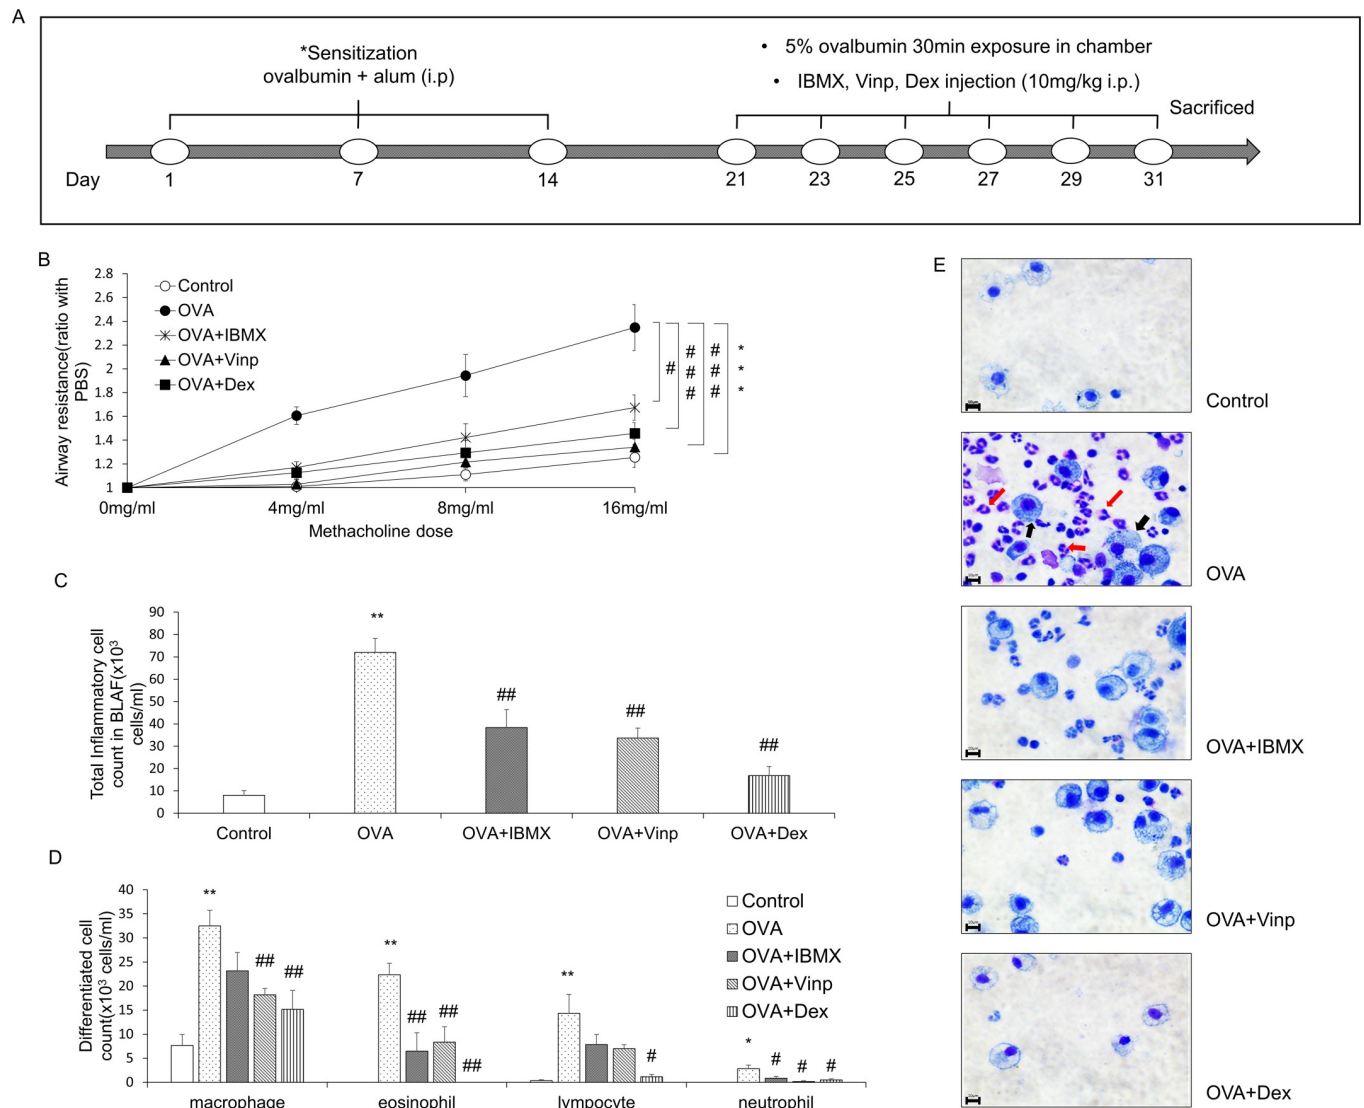 A
*Sensitization
ovalbumin + alum (i.p)
• 5% ovalbumin 30min exposure in chamber
• IBMX, Vinp, Dex injection (10mg/kg i.p.)
Sacrificed
Day 1 7 14 21 23 25 27 29 31
B
Airway resistance(ratio with
PBS)
2.8
2.6
2.4
2.2
2
1.8
1.6
1.4
1.2
1
Control
OVA
OVA+IBMX
OVA+Vinp
OVA+Dex
#
###
###
***
0mg/ml 4mg/ml 8mg/ml 16mg/ml
Methacholine dose
C
Total Inflammatory cell
count in BLAF(x10³
cells/ml)
90
80
70
60
50
40
30
20
10
0
**
##
##
##
Control OVA OVA+IBMX OVA+Vinp OVA+Dex
D
Differentiated cell
count(x10³ cells/ml)
40
35
30
25
20
15
10
5
0
** ## ##
** ## ## ##
** #
* # # #
Control
OVA
OVA+IBMX
OVA+Vinp
OVA+Dex
macrophage eosinophil lympocyte neutrophil
E
Control
OVA
OVA+IBMX
OVA+Vinp
OVA+Dex